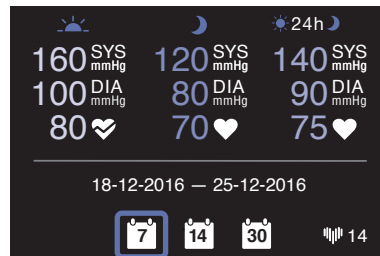 24h
160 SYS mmHg 120 SYS mmHg 140 SYS mmHg
100 DIA mmHg 80 DIA mmHg 90 DIA mmHg
80 70 75
18-12-2016 — 25-12-2016
7 14 30 14